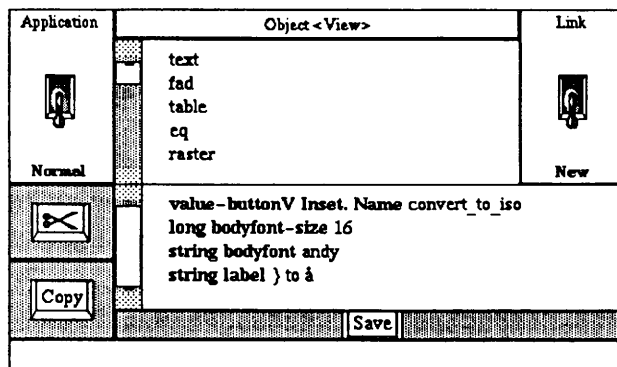 Application
Object<View>
Link
text
fad
table
eq
raster
Normal
New
value-buttonV Inset. Name convert_to_iso
long bodyfont-size 16
string bodyfont andy
string label } to å
Copy
Save